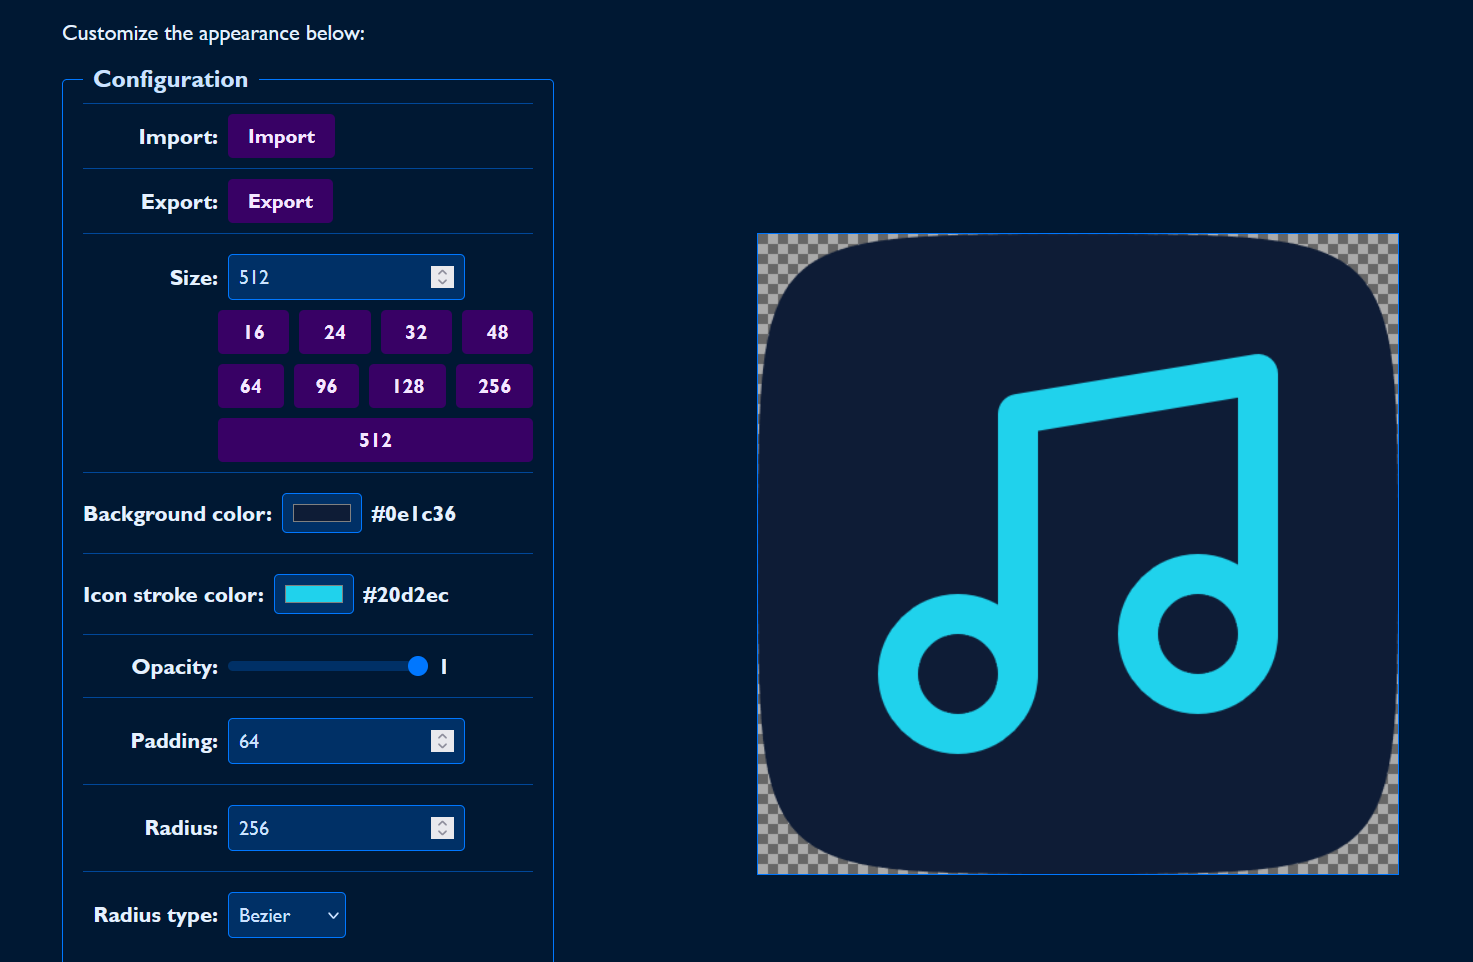 Customize the appearance below:
Configuration
Import: Import
Export: Export
Size: 512
16 24 32 48
64 96 128 256
512
Background color: #0e1c36
Icon stroke color: #20d2ec
Opacity: 1
Padding: 64
Radius: 256
Radius type: Bezier